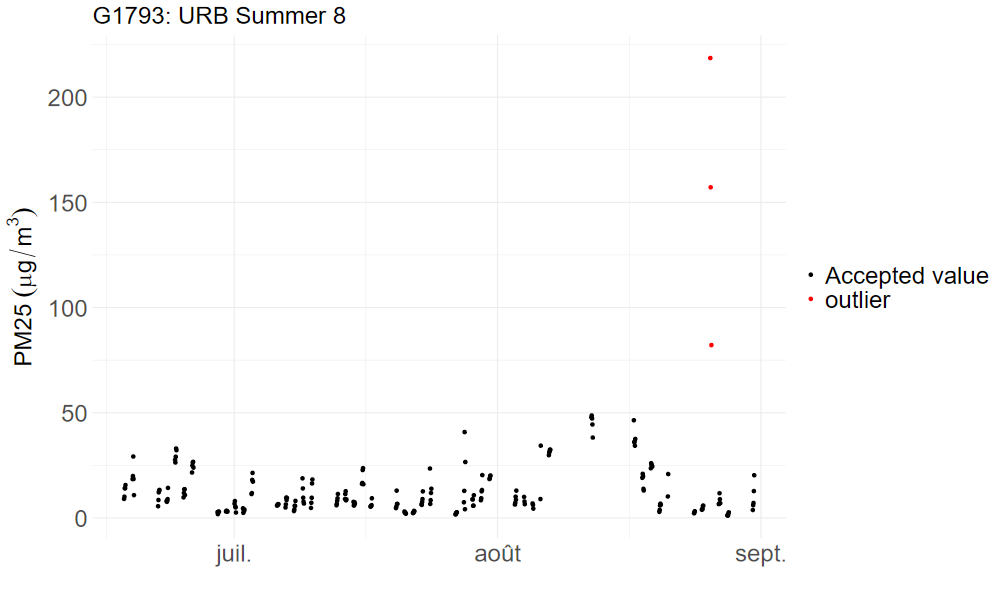 G1793: URB Summer 8
PM25 (μg/m³)
200
150
100
50
0
juil.
août
sept.
Accepted value
outlier